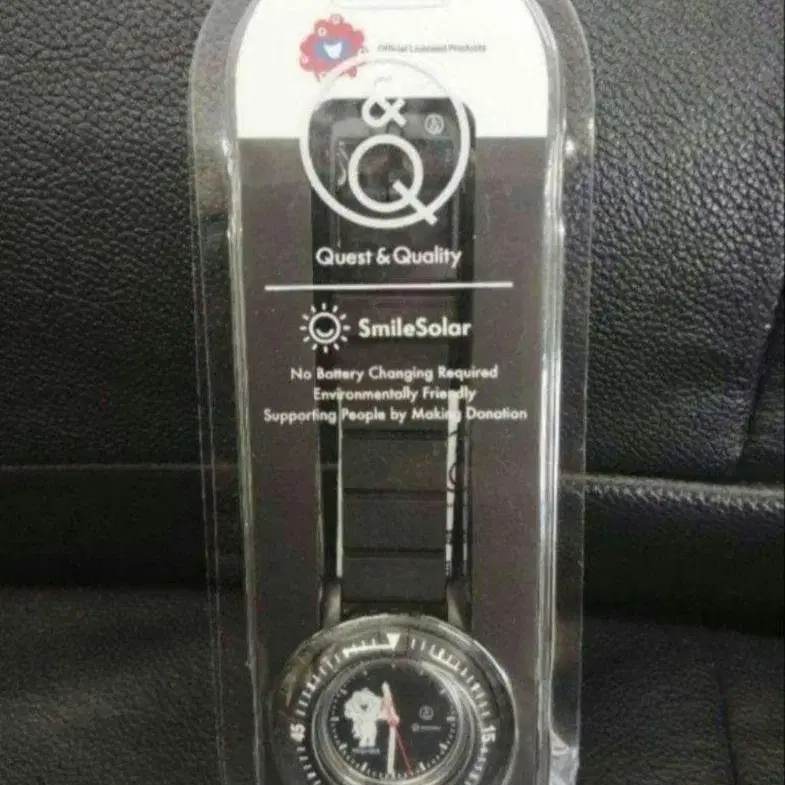 Official Licensed Products
&
Q
Quest & Quality
SmileSolar
No Battery Changing Required
Environmentally Friendly
Supporting People by Making Donation
45
15